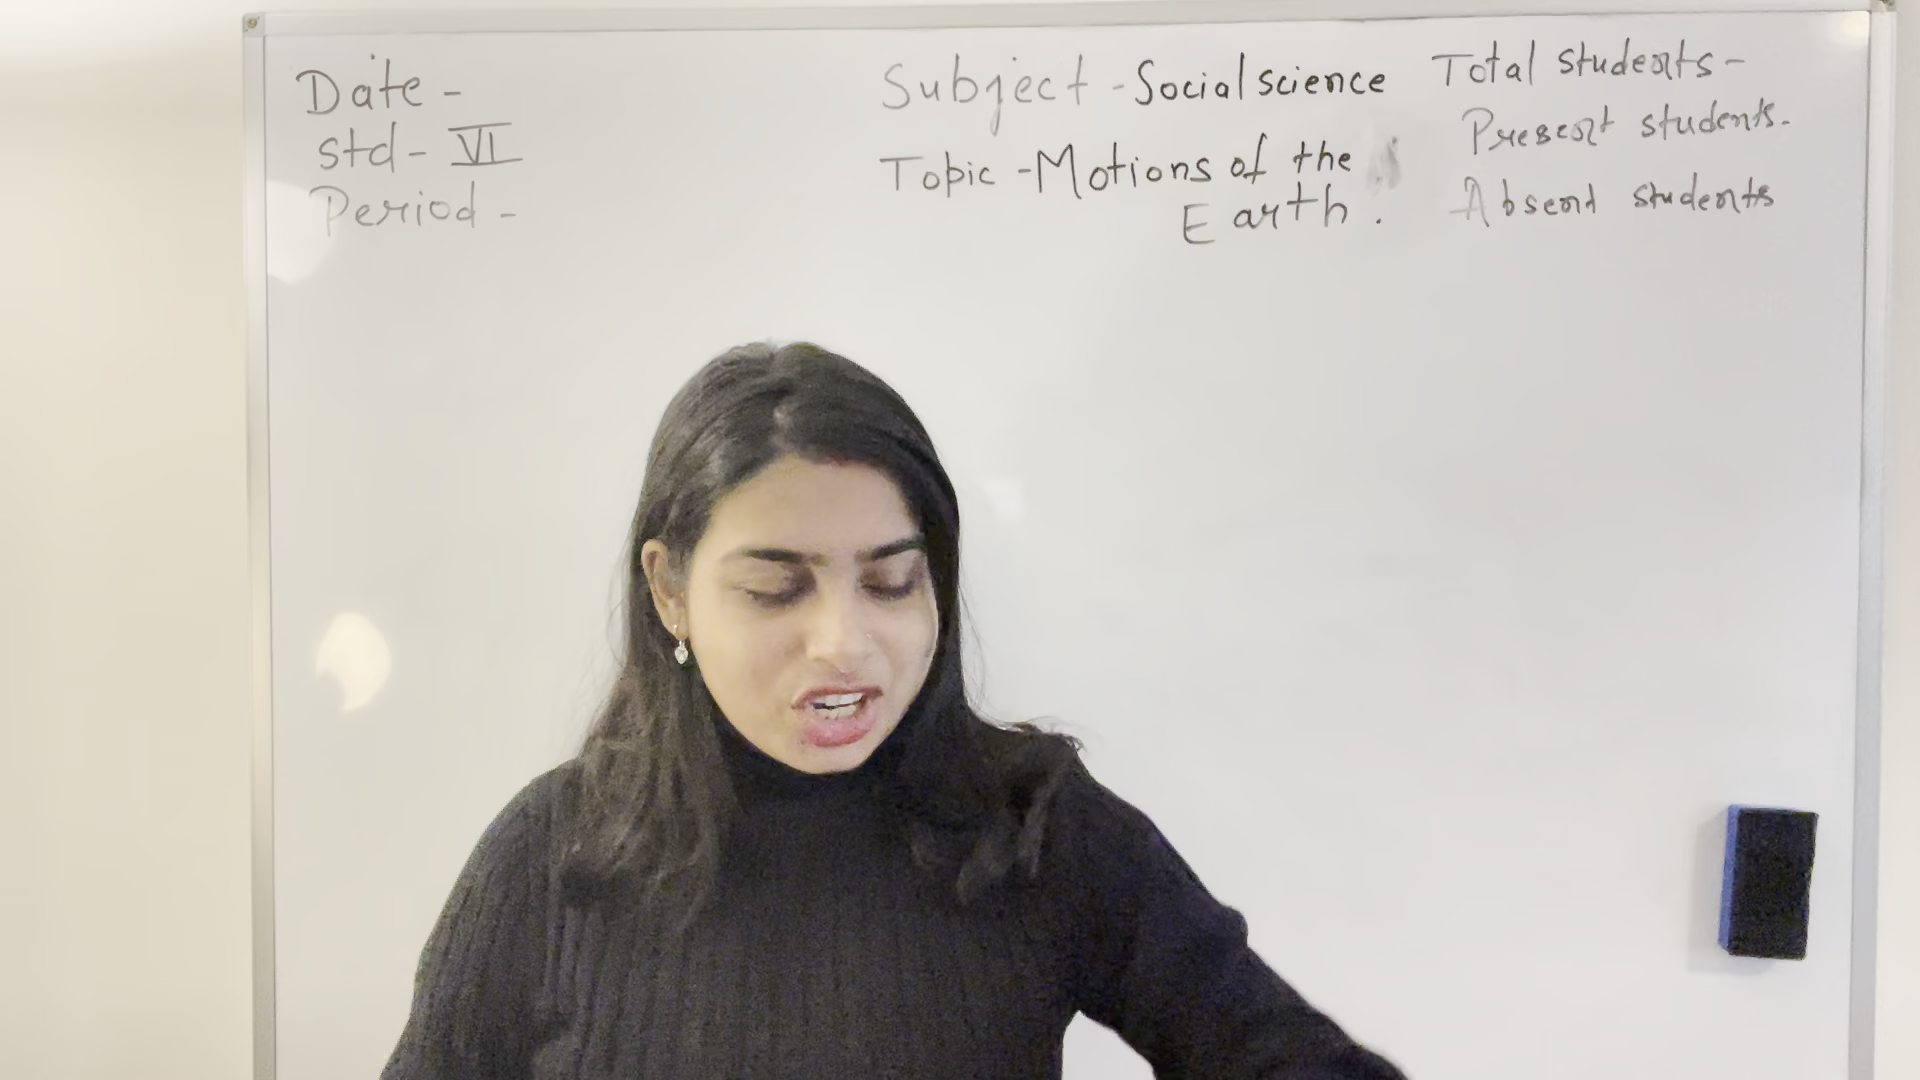 Date -
std - VI
Period -
Subject - Social science
Topic - Motions of the
Earth.
Total students -
Present students.
Absent students